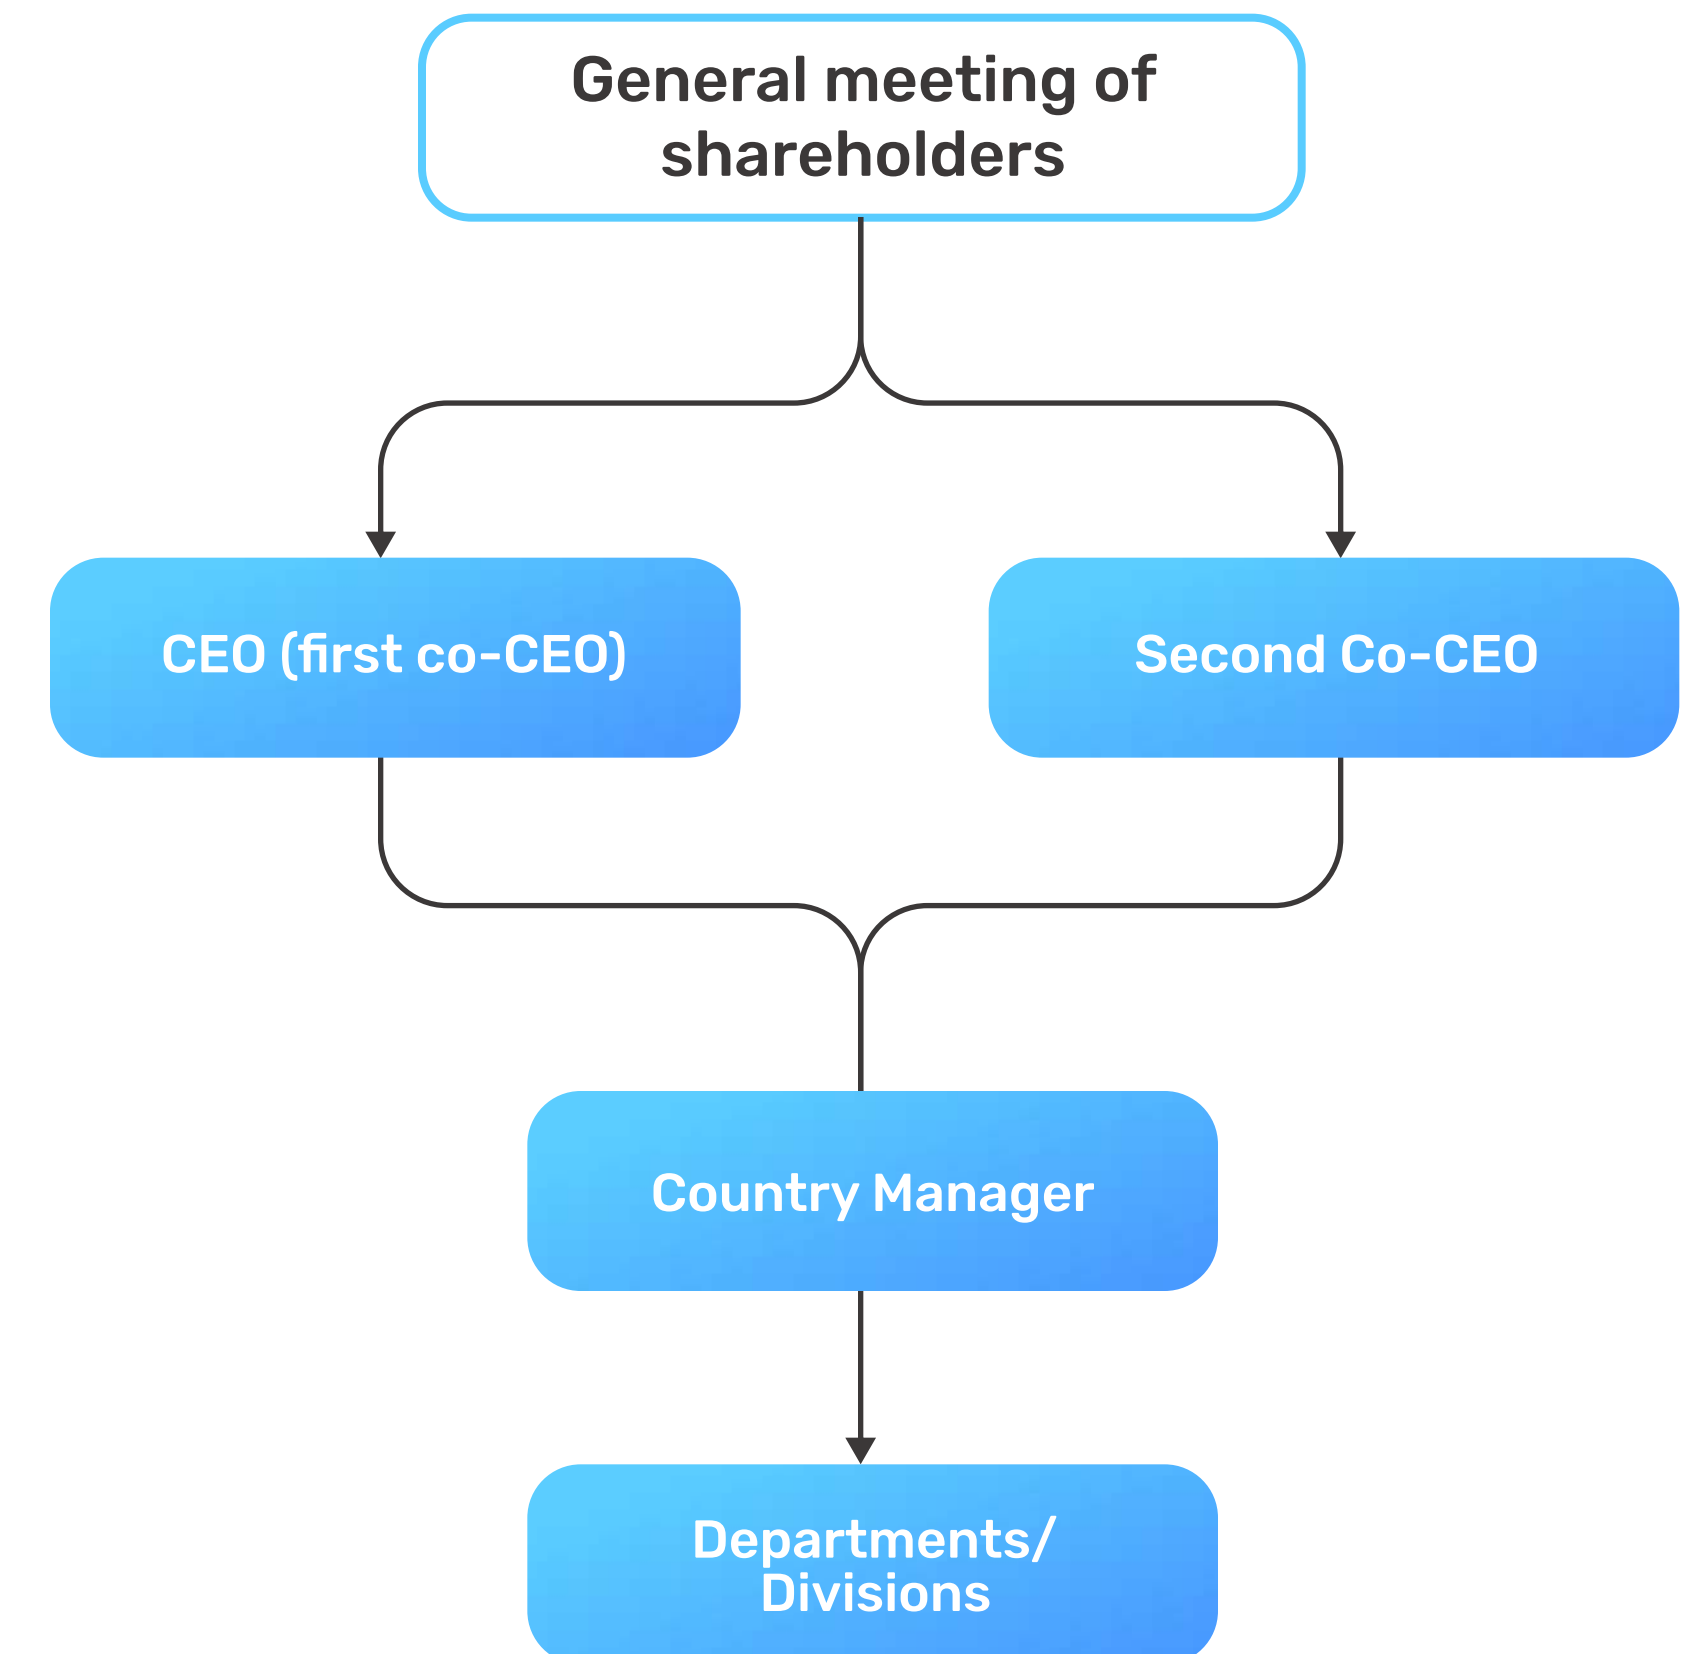 General meeting of
shareholders
CEO (first co-CEO)
Second Co-CEO
Country Manager
Departments/
Divisions